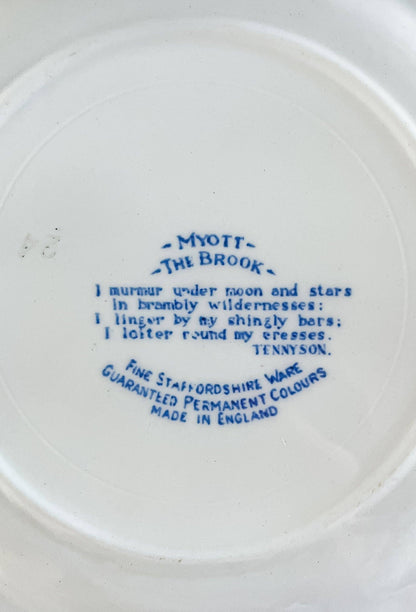 - MYOTT -
- THE BROOK -
I murmur under moon and stars
in brambly wildernesses;
I linger by my shingly bars;
I loiter round my cresses.
TENNYSON.
FINE STAFFORDSHIRE WARE
GUARANTEED PERMANENT COLOURS
MADE IN ENGLAND